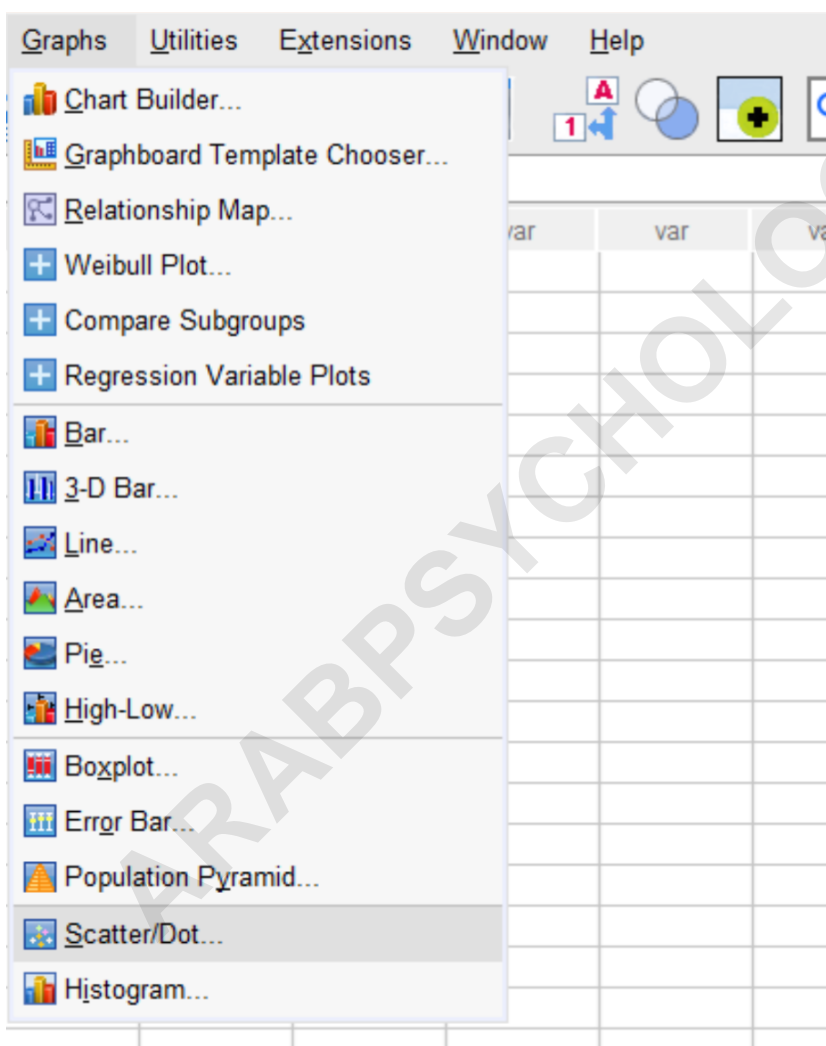 Graphs Utilities Extensions Window Help
Chart Builder...
A
1
Graphboard Template Chooser...
Relationship Map...
var var
Weibull Plot...
Compare Subgroups
Regression Variable Plots
Bar...
3-D Bar...
Line...
Area...
Pie...
High-Low...
Boxplot...
Error Bar...
Population Pyramid...
Scatter/Dot...
Histogram...
ARABPSYCHOLO